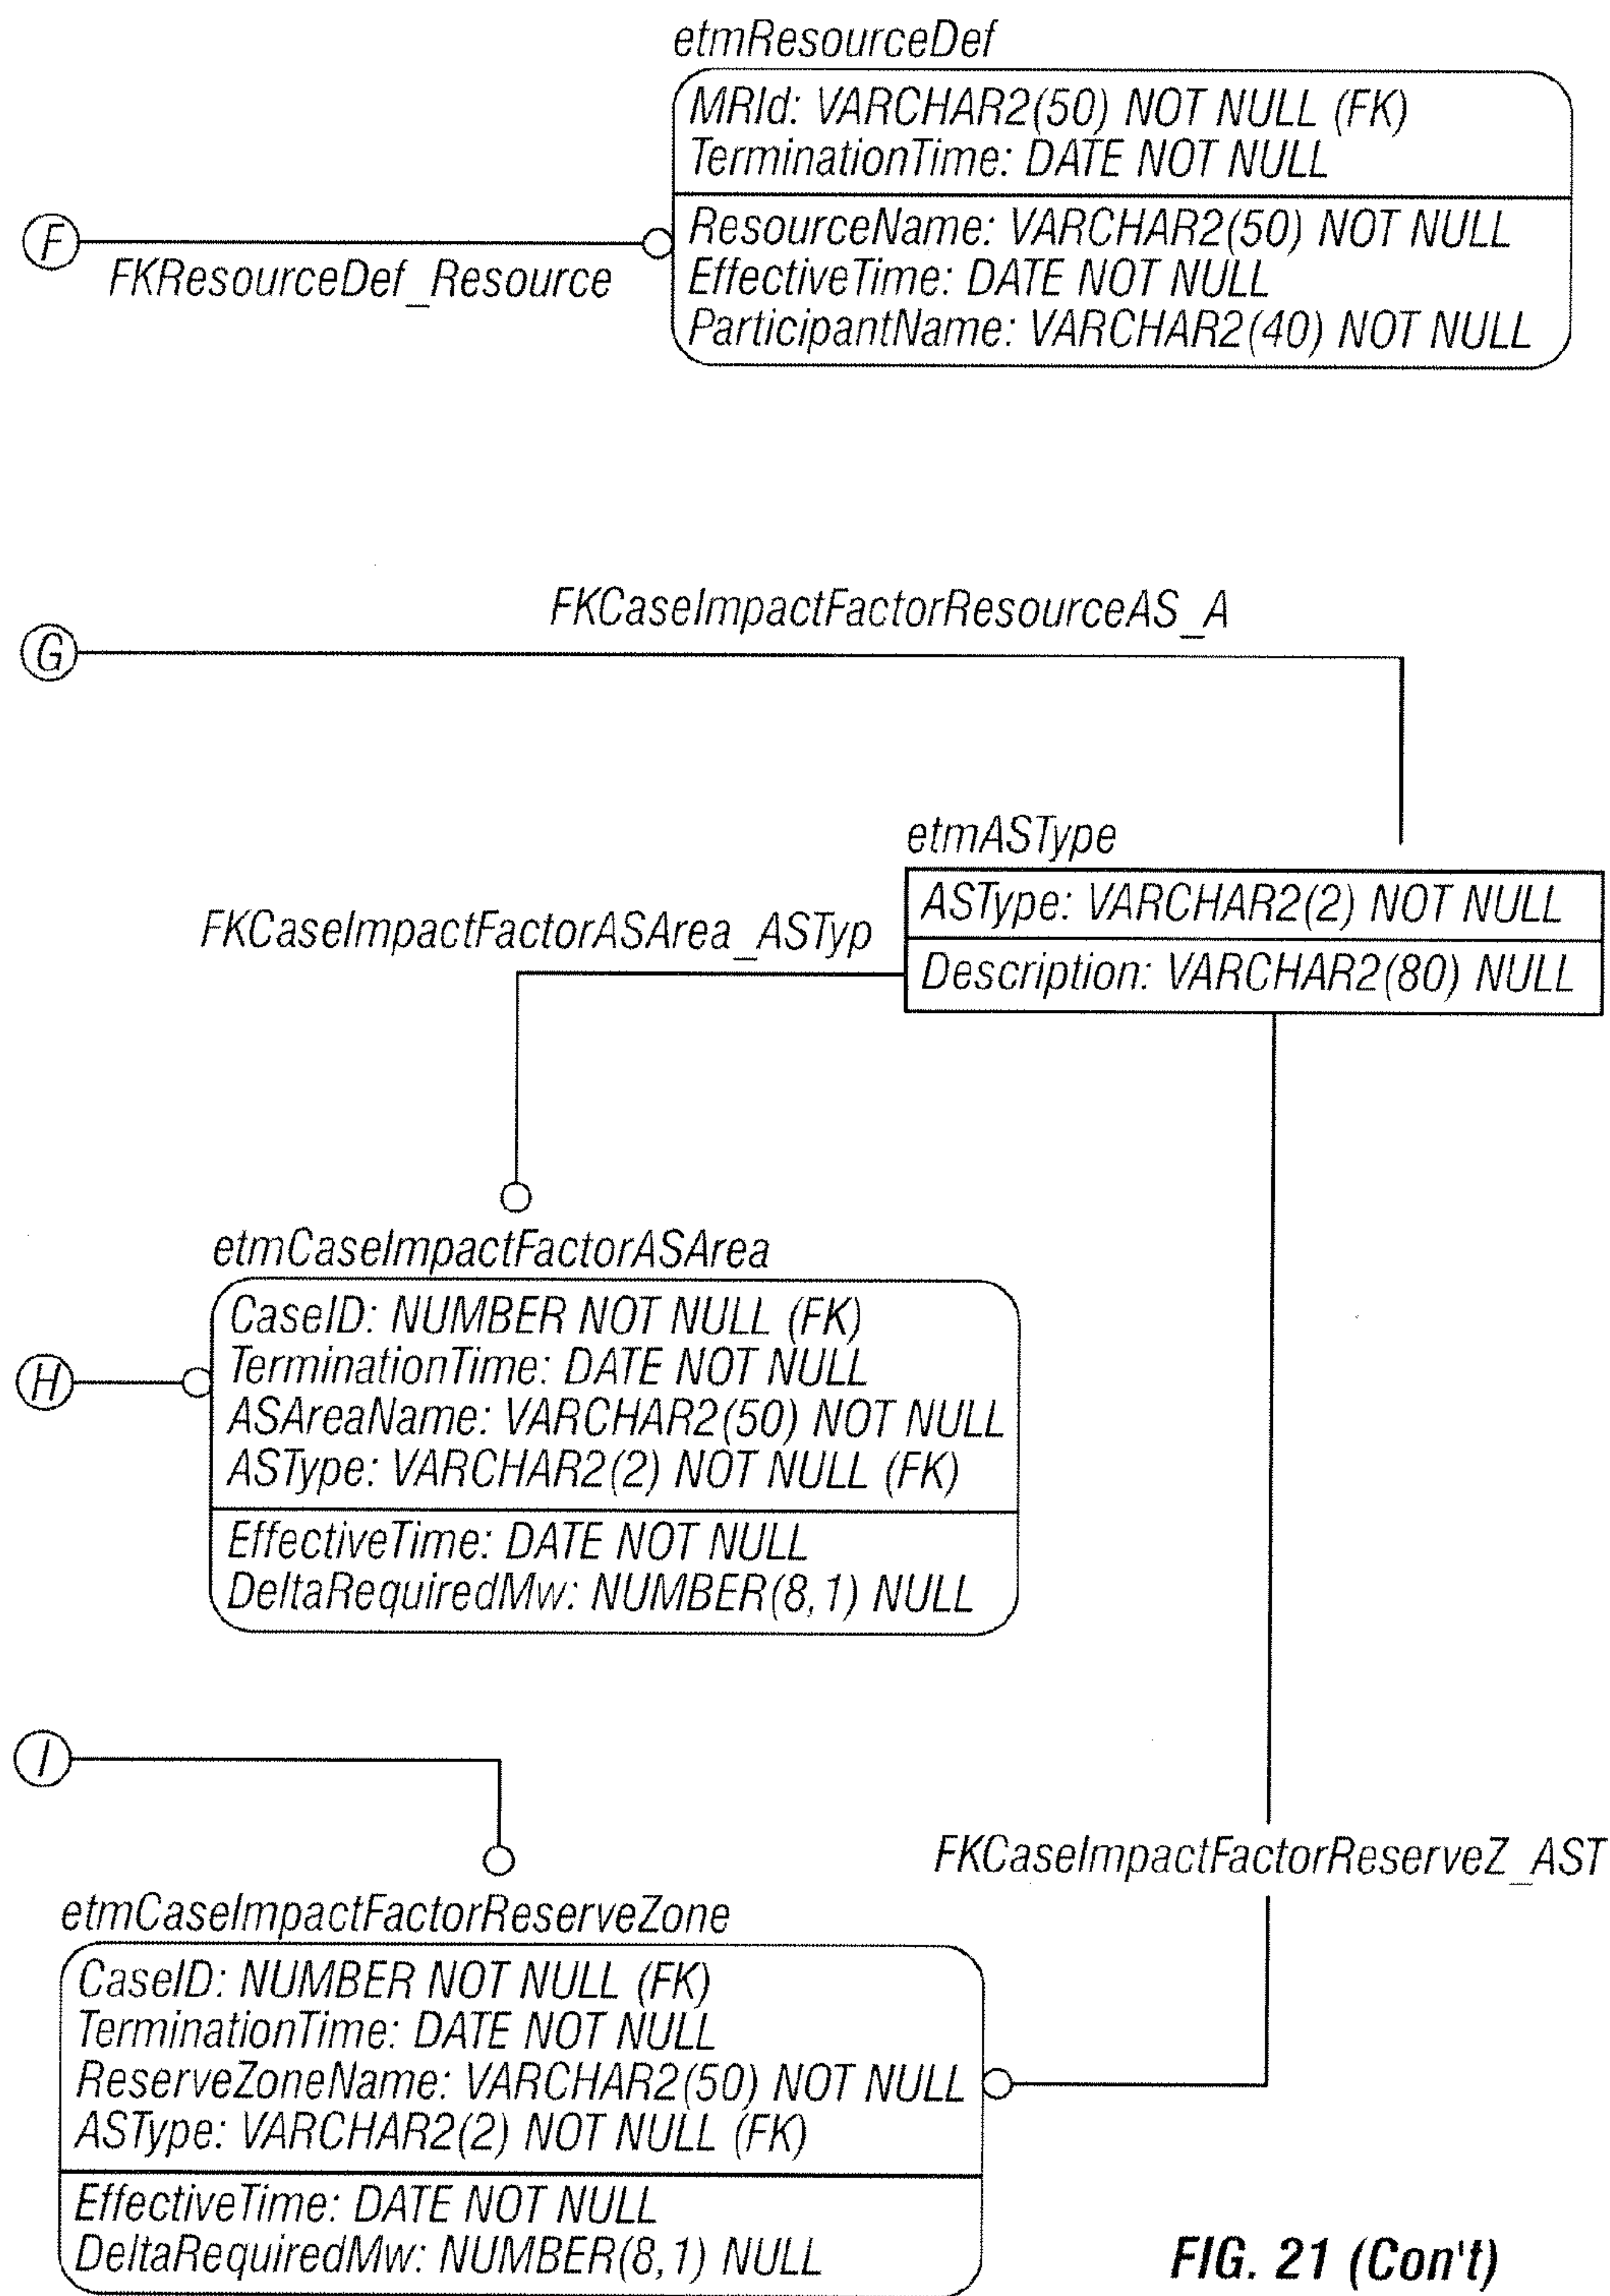 etmResourceDef
MRId: VARCHAR2(50) NOT NULL (FK)
TerminationTime: DATE NOT NULL
ResourceName: VARCHAR2(50) NOT NULL
EffectiveTime: DATE NOT NULL
ParticipantName: VARCHAR2(40) NOT NULL
F
FKResourceDef_Resource
FKCaseImpactFactorResourceAS_A
G
etmASType
ASType: VARCHAR2(2) NOT NULL
Description: VARCHAR2(80) NULL
FKCaseImpactFactorASArea_ASTyp
etmCaseImpactFactorASArea
CaseID: NUMBER NOT NULL (FK)
TerminationTime: DATE NOT NULL
ASAreaName: VARCHAR2(50) NOT NULL
ASType: VARCHAR2(2) NOT NULL (FK)
EffectiveTime: DATE NOT NULL
DeltaRequiredMw: NUMBER(8,1) NULL
H
I
FKCaseImpactFactorReserveZ_AST
etmCaseImpactFactorReserveZone
CaseID: NUMBER NOT NULL (FK)
TerminationTime: DATE NOT NULL
ReserveZoneName: VARCHAR2(50) NOT NULL
ASType: VARCHAR2(2) NOT NULL (FK)
EffectiveTime: DATE NOT NULL
DeltaRequiredMw: NUMBER(8,1) NULL
FIG. 21 (Con't)